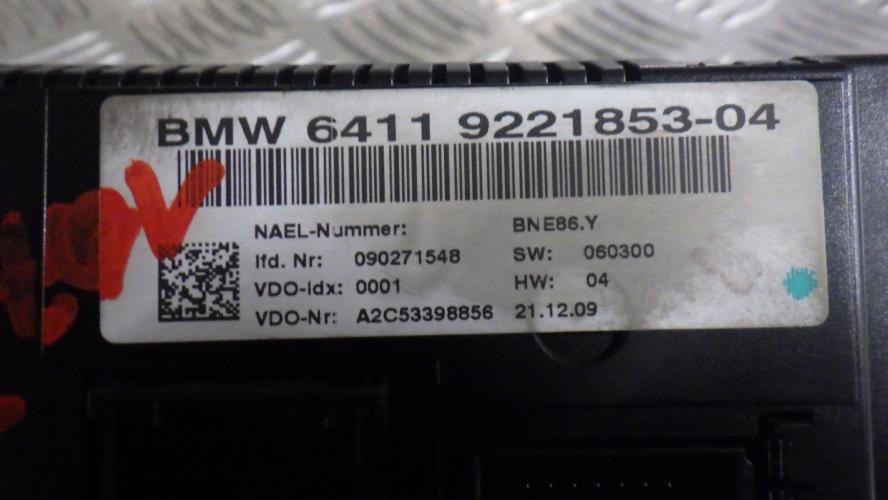 BMW 6411 9221853-04
NAEL-Nummer: BNE86.Y
lfd. Nr: 090271548 SW: 060300
VDO-Idx: 0001 HW: 04
VDO-Nr: A2C53398856 21.12.09